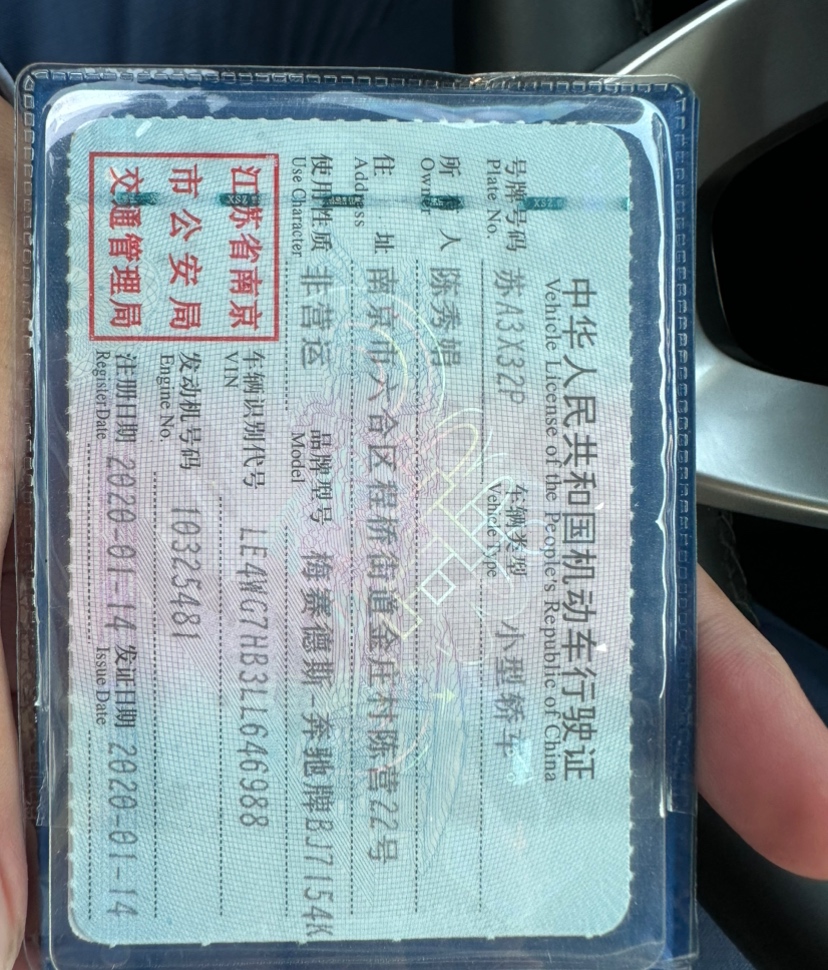 中华人民共和国机动车行驶证
Vehicle License of the People's Republic of China
号牌号码 苏A3X32P 车辆类型 小型轿车
Plate No. Vehicle Type
所有人 陈秀娟
Owner
住址 南京市六合区程桥街道金庄村陈营22号
Address
使用性质 非营运 品牌型号 梅赛德斯-奔驰牌BJ7154K
Use Character Model
江苏省南京
市公安局
交通管理局
车辆识别代号 LE4WG7HB3LL646988
VIN
发动机号码 10325481
Engine No.
注册日期 2020-01-14 发证日期 2020-01-14
Register Date Issue Date